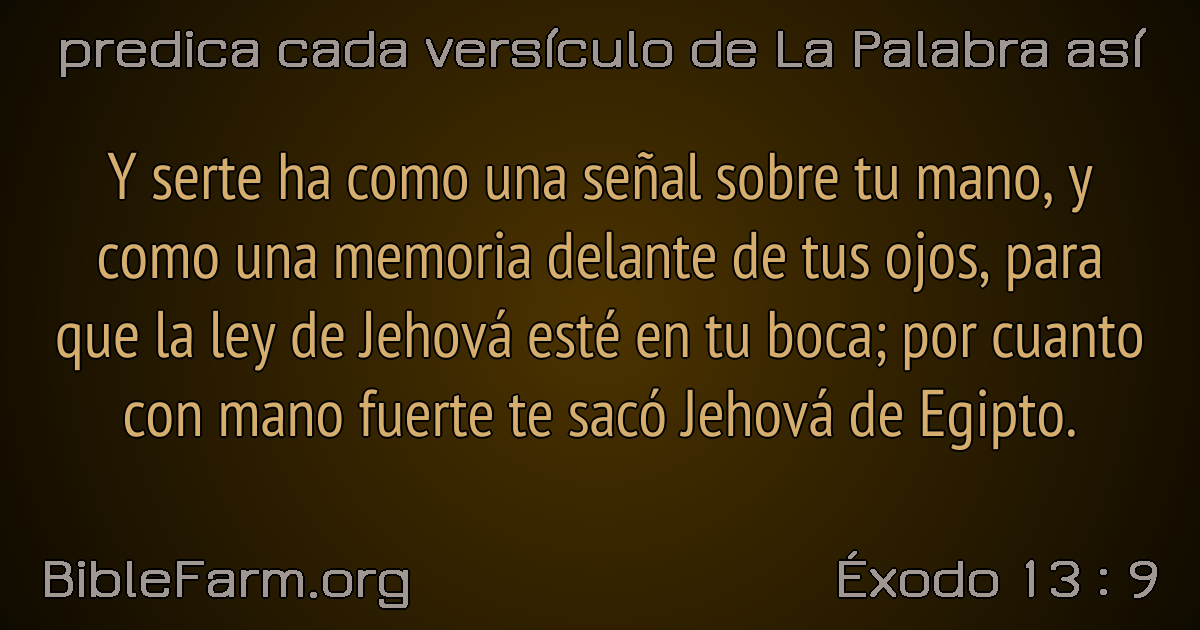 predica cada versículo de La Palabra así
Y serte ha como una señal sobre tu mano, y
como una memoria delante de tus ojos, para
que la ley de Jehová esté en tu boca; por cuanto
con mano fuerte te sacó Jehová de Egipto.
BibleFarm.org
Éxodo 13 : 9